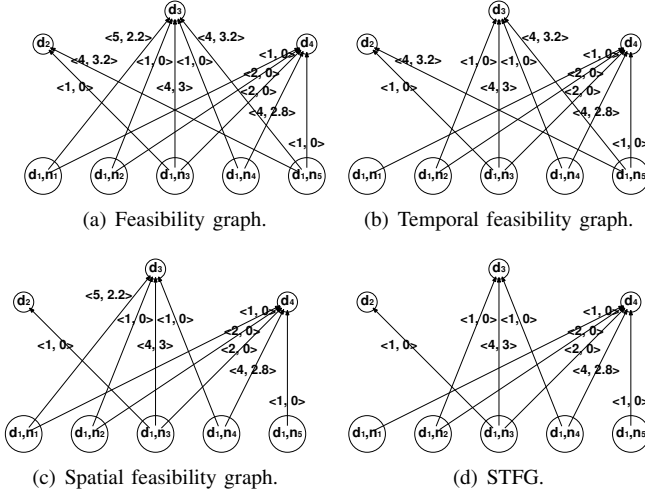 d3
<5, 2.2>
<4, 3.2>
d2
d4
<1, 0>
<4, 3.2>
<1, 0>
<1, 0>
<2, 0>
<1, 0>
<4, 3>
<2, 0>
<4, 2.8>
<1, 0>
d1,n1
d1,n2
d1,n3
d1,n4
d1,n5
(a) Feasibility graph.
d3
<4, 3.2>
d2
d4
<1, 0>
<4, 3.2>
<1, 0>
<1, 0>
<2, 0>
<1, 0>
<4, 3>
<2, 0>
<4, 2.8>
<1, 0>
d1,n1
d1,n2
d1,n3
d1,n4
d1,n5
(b) Temporal feasibility graph.
d3
<5, 2.2>
d2
d4
<1, 0>
<1, 0>
<1, 0>
<2, 0>
<1, 0>
<4, 3>
<2, 0>
<4, 2.8>
<1, 0>
d1,n1
d1,n2
d1,n3
d1,n4
d1,n5
(c) Spatial feasibility graph.
d3
d2
d4
<1, 0>
<1, 0>
<1, 0>
<2, 0>
<1, 0>
<4, 3>
<2, 0>
<4, 2.8>
<1, 0>
d1,n1
d1,n2
d1,n3
d1,n4
d1,n5
(d) STFG.